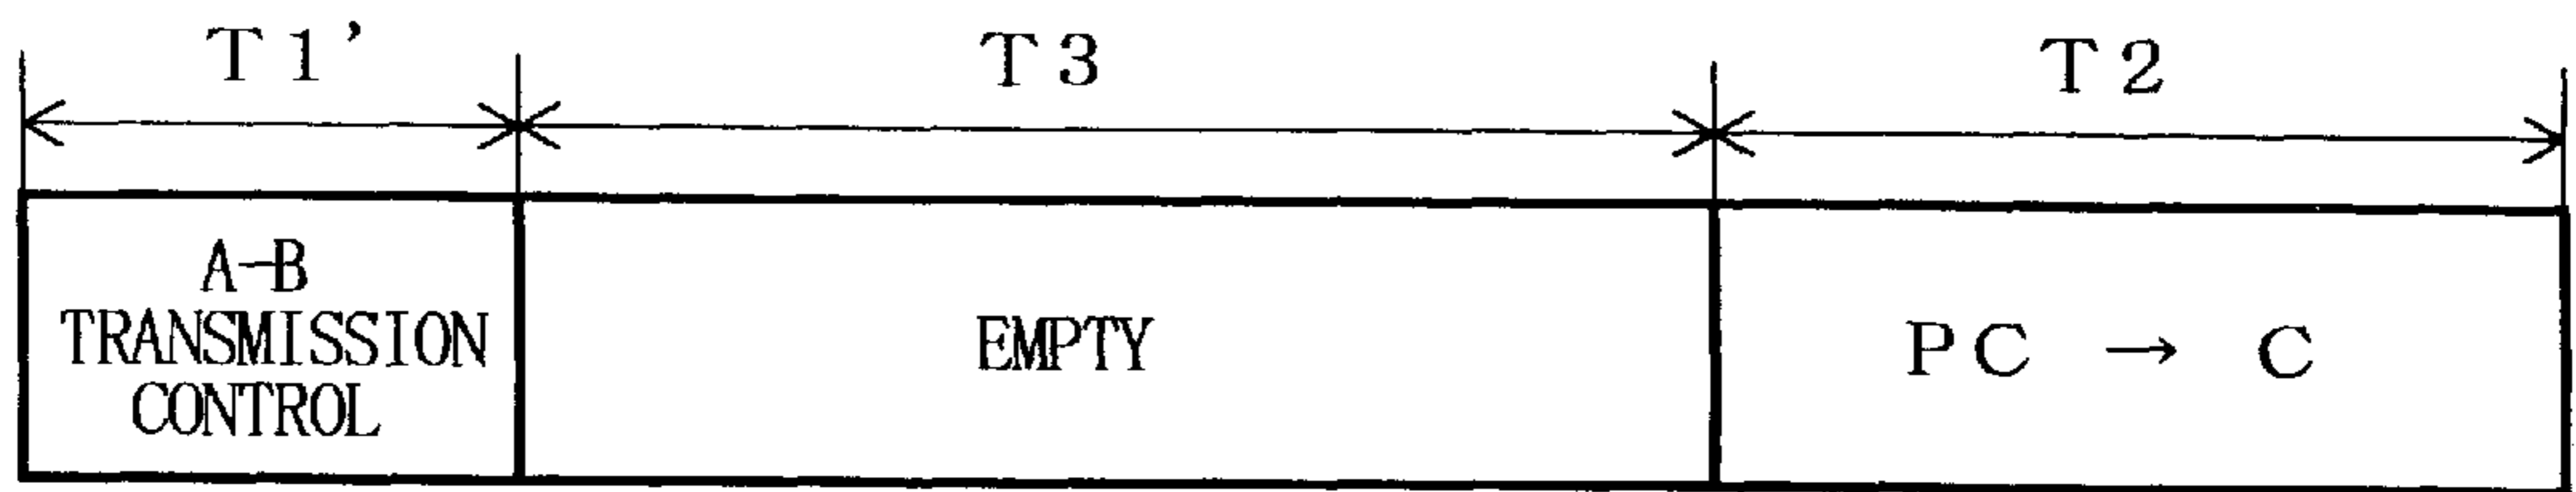 T1' T3 T2
A-B
TRANSMISSION
CONTROL
EMPTY
PC → C